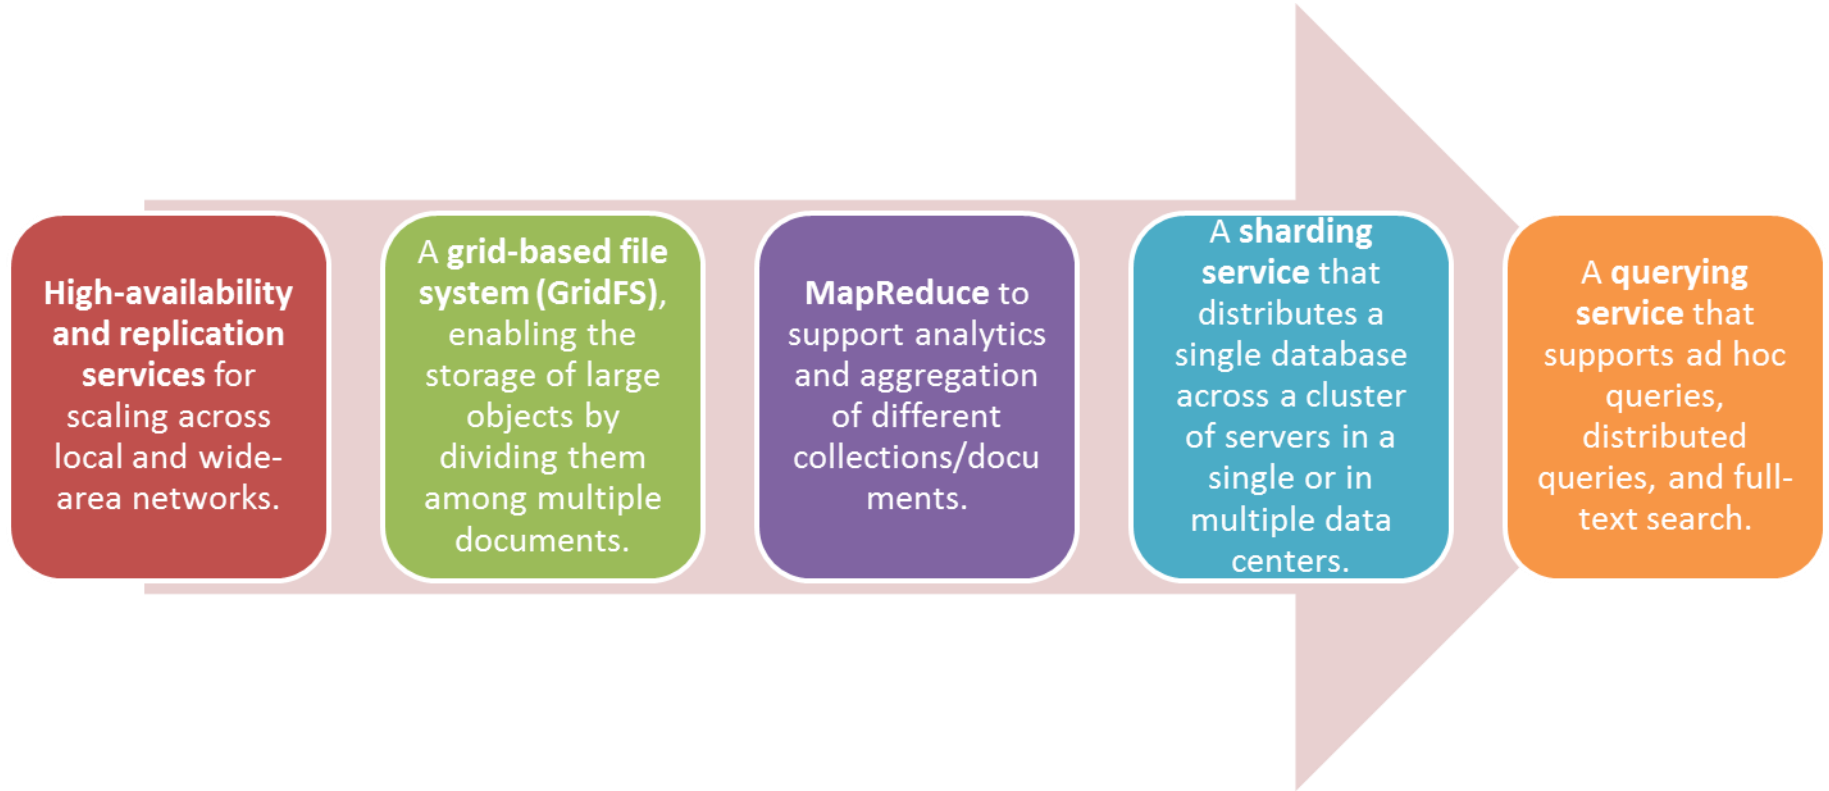 High-availability
and replication
services for
scaling across
local and wide-
area networks.
A grid-based file
system (GridFS),
enabling the
storage of large
objects by
dividing them
among multiple
documents.
MapReduce to
support analytics
and aggregation
of different
collections/docu
ments.
A sharding
service that
distributes a
single database
across a cluster
of servers in a
single or in
multiple data
centers.
A querying
service that
supports ad hoc
queries,
distributed
queries, and full-
text search.